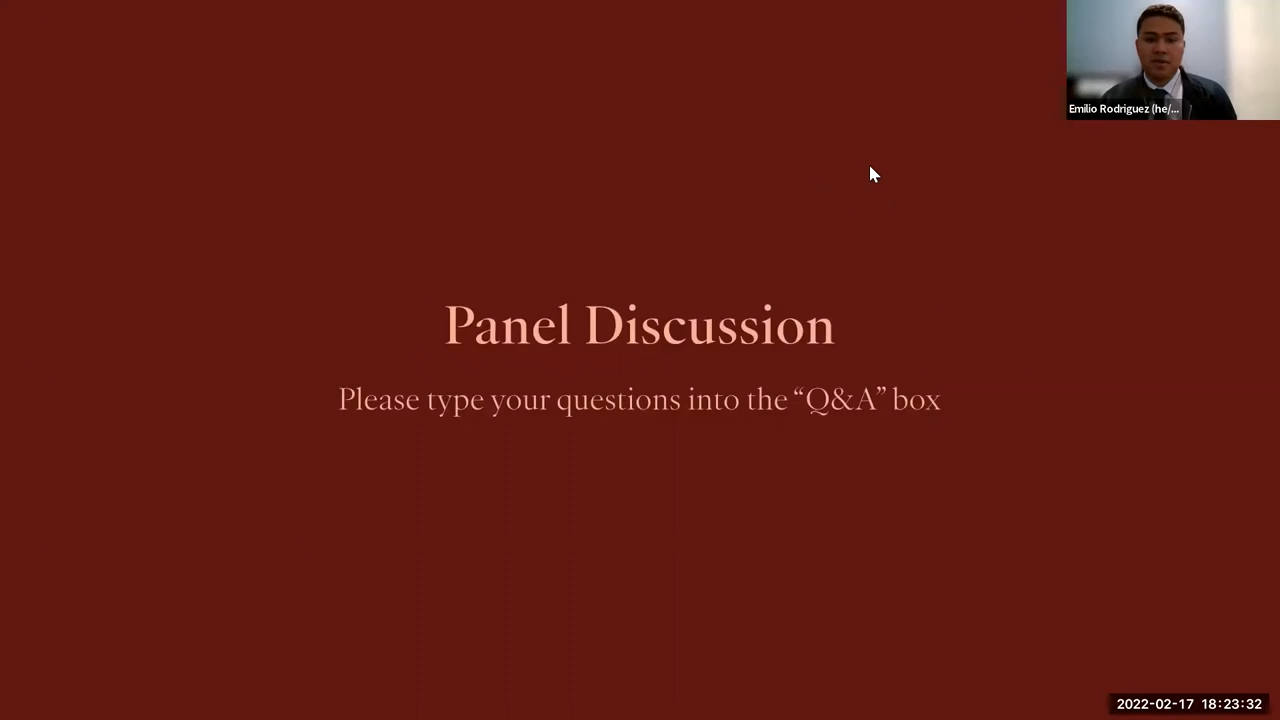 Emilio Rodriguez (he/...
Panel Discussion
Please type your questions into the “Q&A” box
2022-02-17 18:23:32